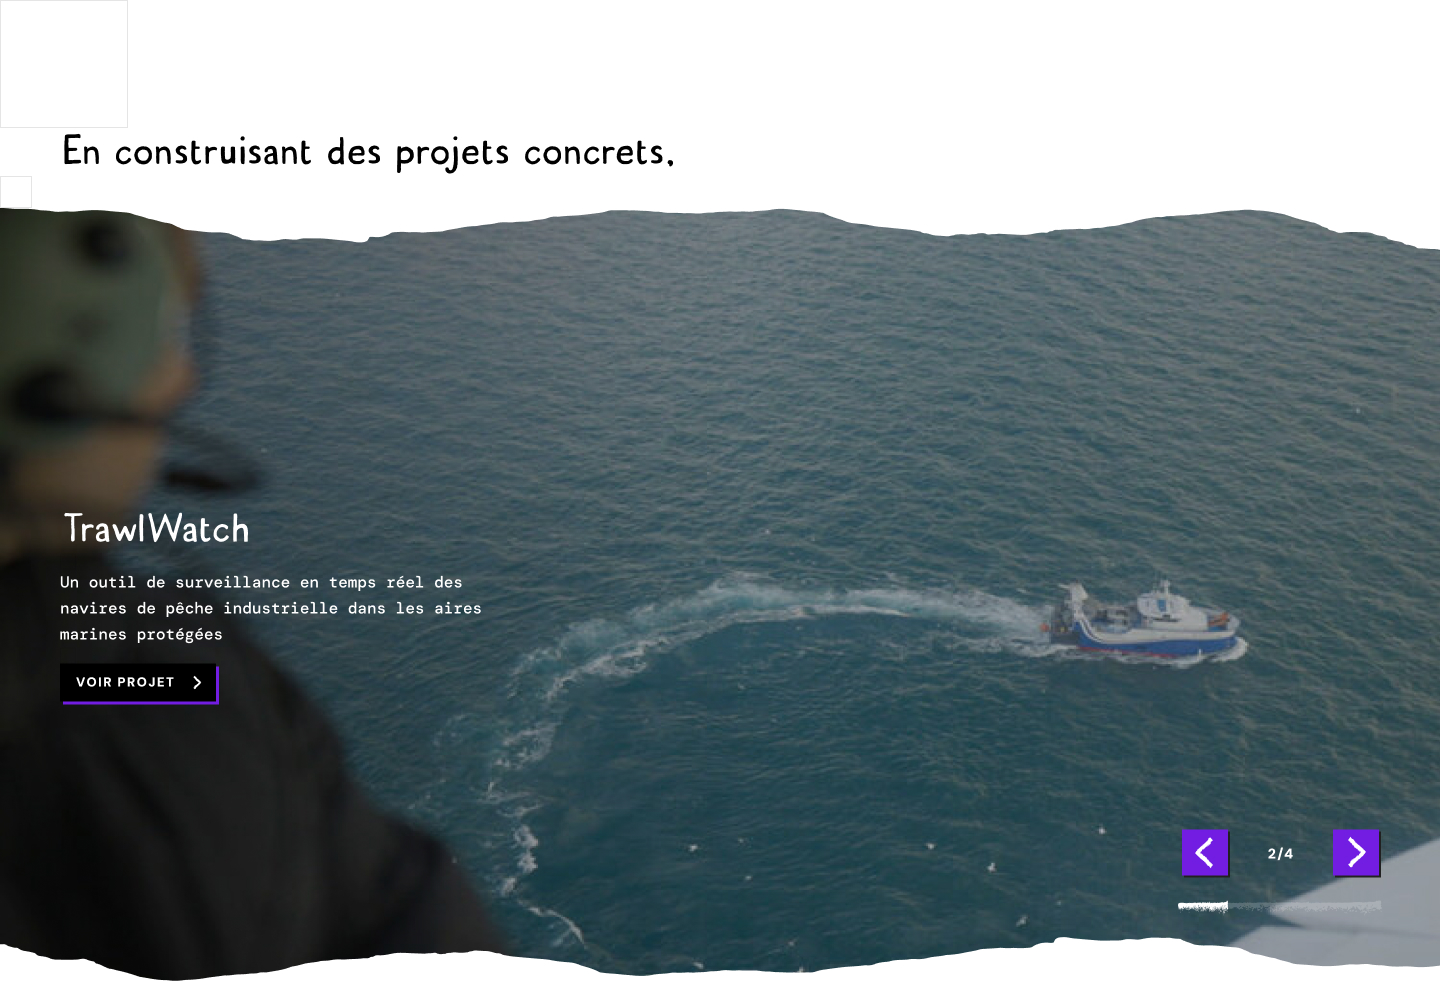 En construisant des projets concrets,
TrawlWatch
Un outil de surveillance en temps réel des
navires de pêche industrielle dans les aires
marines protégées
VOIR PROJET
2/4